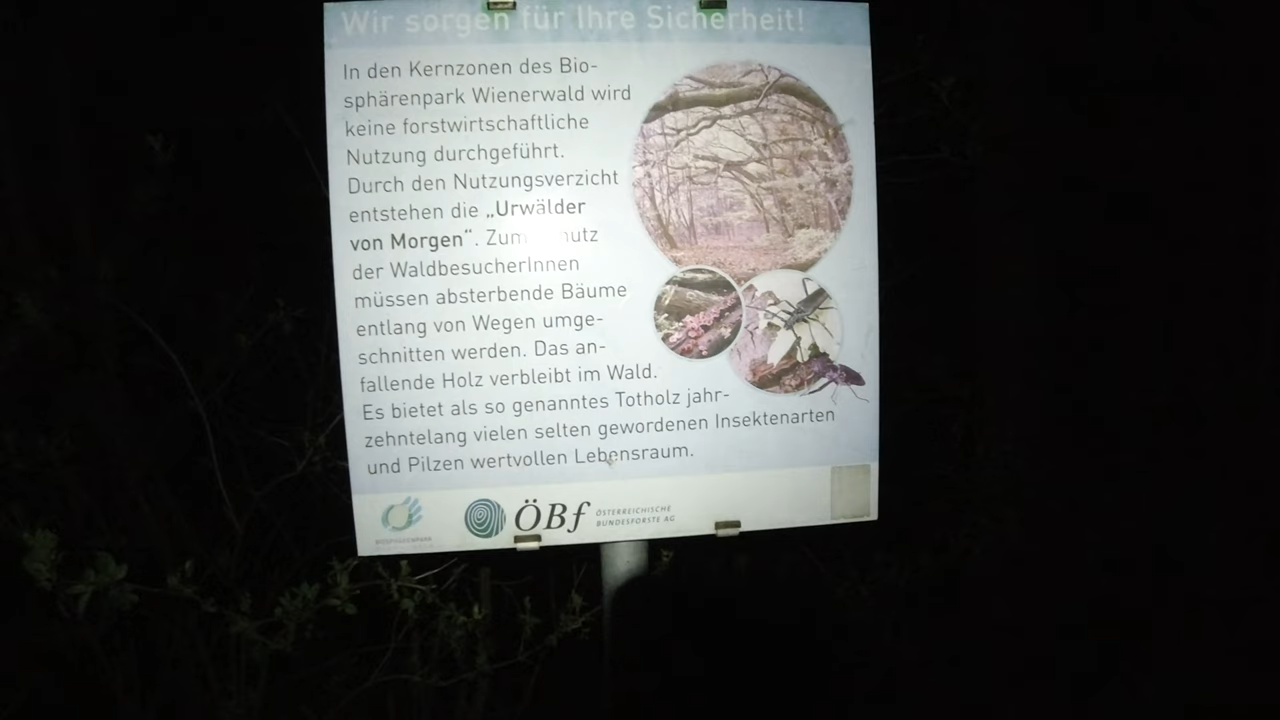 Wir sorgen für Ihre Sicherheit!
In den Kernzonen des Bio-
sphärenpark Wienerwald wird
keine forstwirtschaftliche
Nutzung durchgeführt.
Durch den Nutzungsverzicht
entstehen die „Urwälder
von Morgen“. Zum
der WaldbesucherInnen
müssen absterbende Bäume
entlang von Wegen umge-
schnitten werden. Das an-
fallende Holz verbleibt im Wald.
Es bietet als so genanntes Totholz jahr-
zehntelang vielen selten gewordenen Insektenarten
und Pilzen wertvollen Lebensraum.
ÖBf
ÖSTERREICHISCHE
BUNDESFORSTE AG